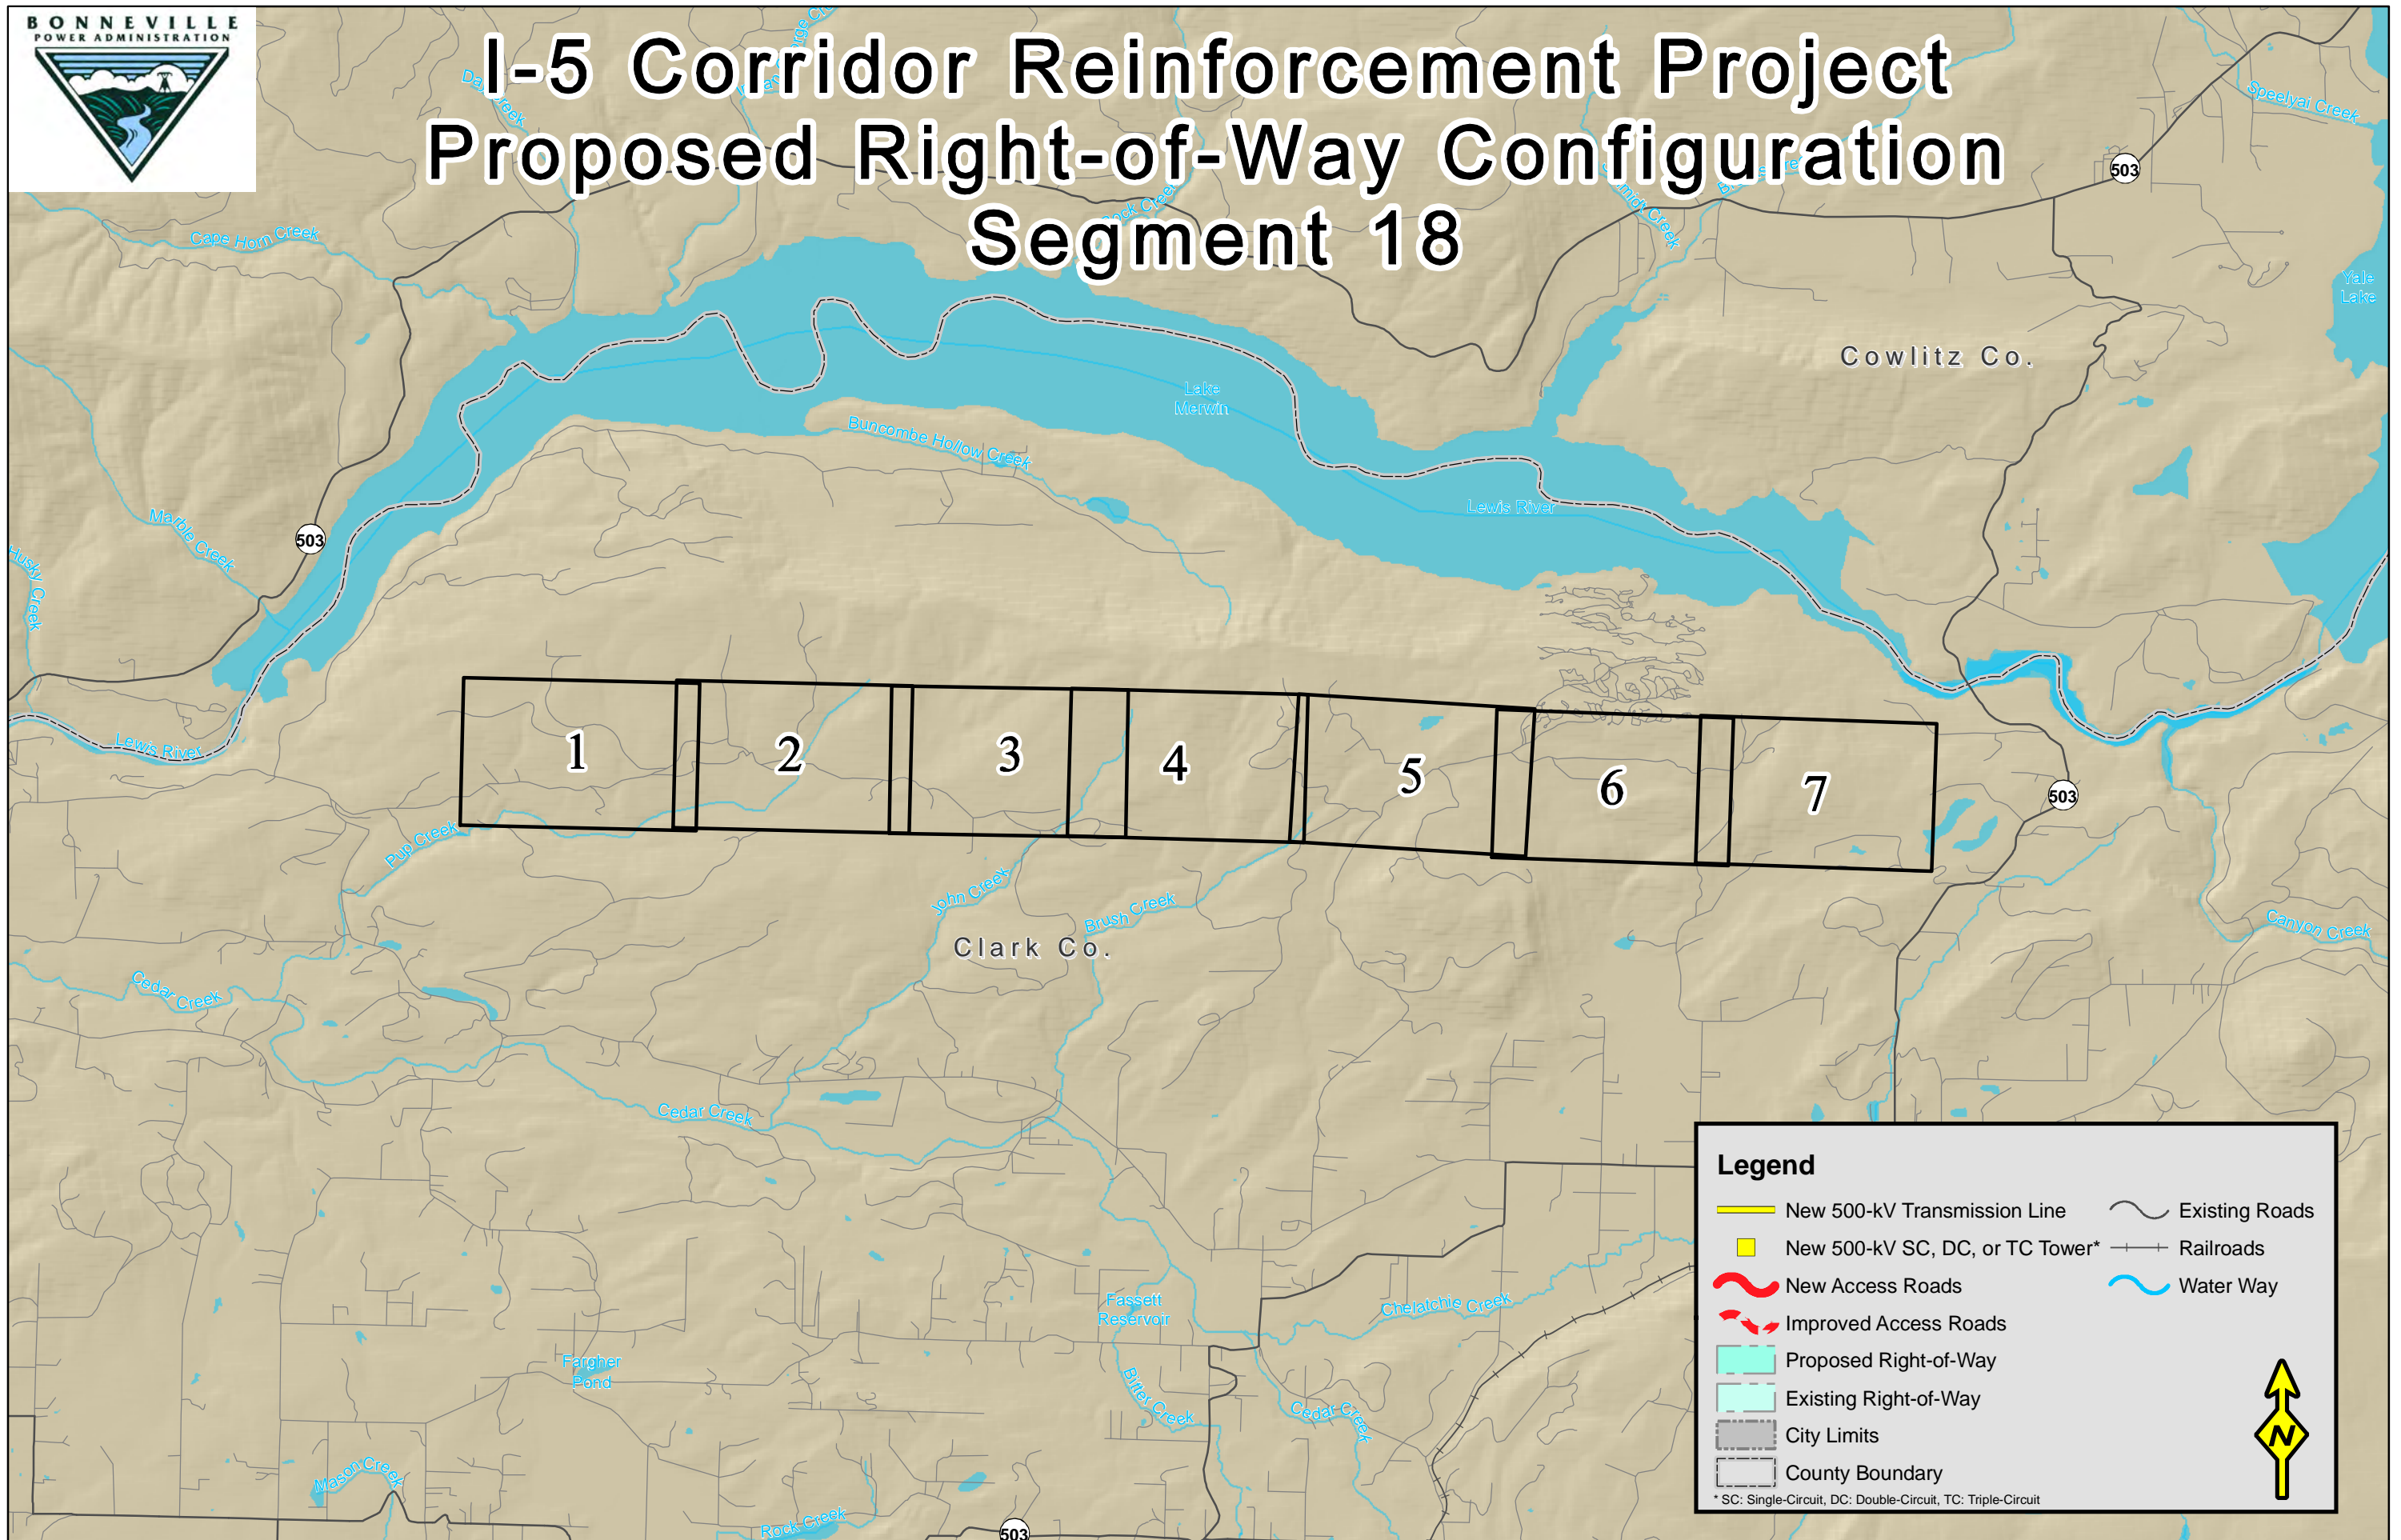 BONNEVILLE
POWER ADMINISTRATION
I-5 Corridor Reinforcement Project
Proposed Right-of-Way Configuration
Segment 18
Speelyai Creek
503
Cape Horn Creek
Rock Creek
Yale
Lake
Cowlitz Co.
Lake
Merwin
Buncombe Hollow Creek
Lewis River
Marble Creek
503
Husky Creek
Lewis River
1
2
3
4
5
6
7
503
Pup Creek
John Creek
Brush Creek
Clark Co.
Canyon Creek
Cedar Creek
Cedar Creek
Fassett
Reservoir
Chelatchie Creek
Fargher
Pond
Bitter Creek
Cedar Creek
Mason Creek
Rock Creek
503
Legend
New 500-kV Transmission Line
New 500-kV SC, DC, or TC Tower*
New Access Roads
Improved Access Roads
Proposed Right-of-Way
Existing Right-of-Way
City Limits
County Boundary
Existing Roads
Railroads
Water Way
* SC: Single-Circuit, DC: Double-Circuit, TC: Triple-Circuit
N